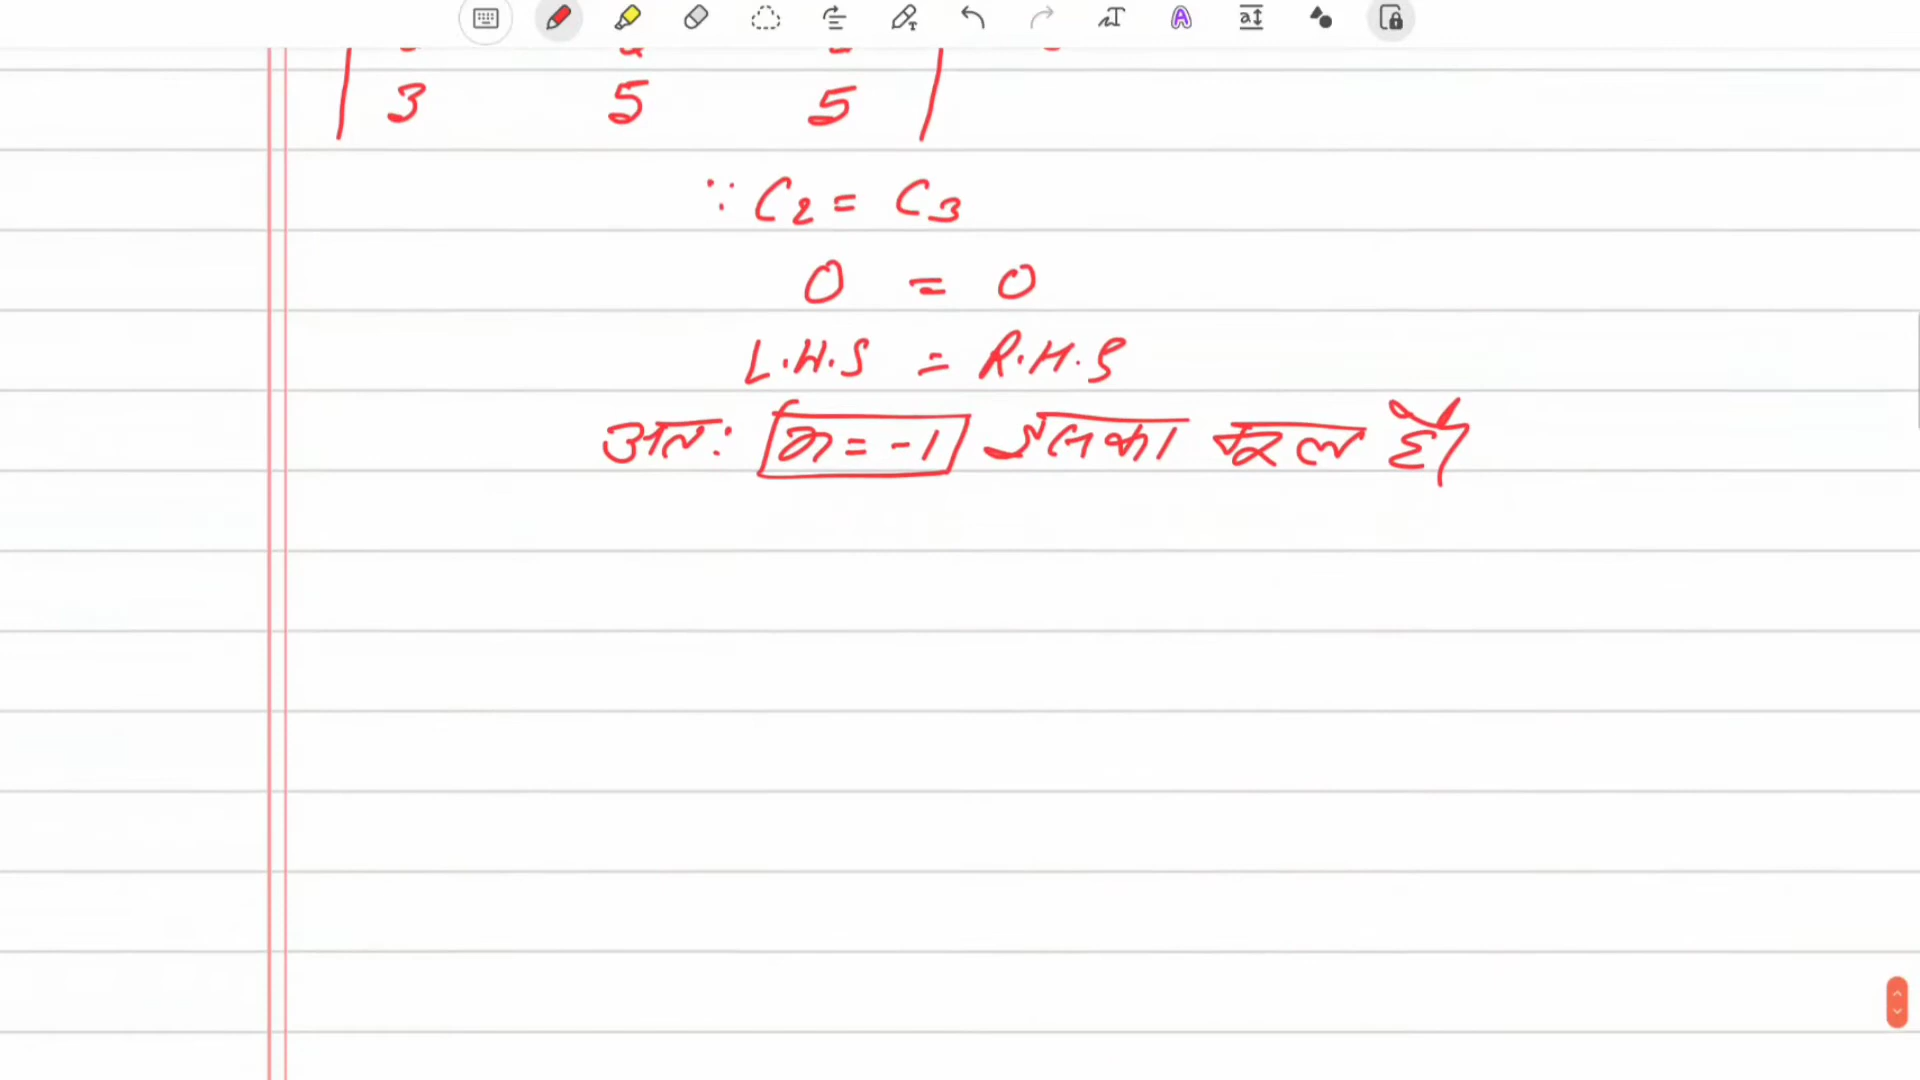 3 5 5
∵ C₂ = C₃
0 = 0
L.H.S = R.H.S
अतः x = -1 इसका हल है।